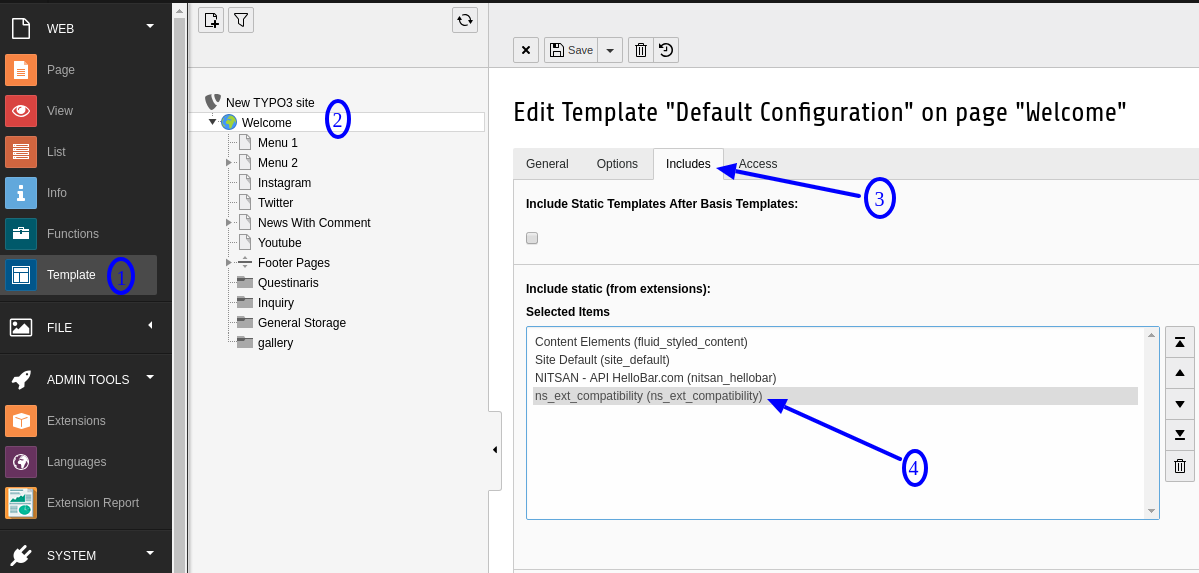 WEB
Page
View
List
Info
Functions
Template
1
FILE
ADMIN TOOLS
Extensions
Languages
Extension Report
SYSTEM
New TYPO3 site
Welcome
2
Menu 1
Menu 2
Instagram
Twitter
News With Comment
Youtube
Footer Pages
Questinaris
Inquiry
General Storage
gallery
Save
Edit Template "Default Configuration" on page "Welcome"
General Options Includes Access
3
Include Static Templates After Basis Templates:
Include static (from extensions):
Selected Items
Content Elements (fluid_styled_content)
Site Default (site_default)
NITSAN - API HelloBar.com (nitsan_hellobar)
ns_ext_compatibility (ns_ext_compatibility)
4